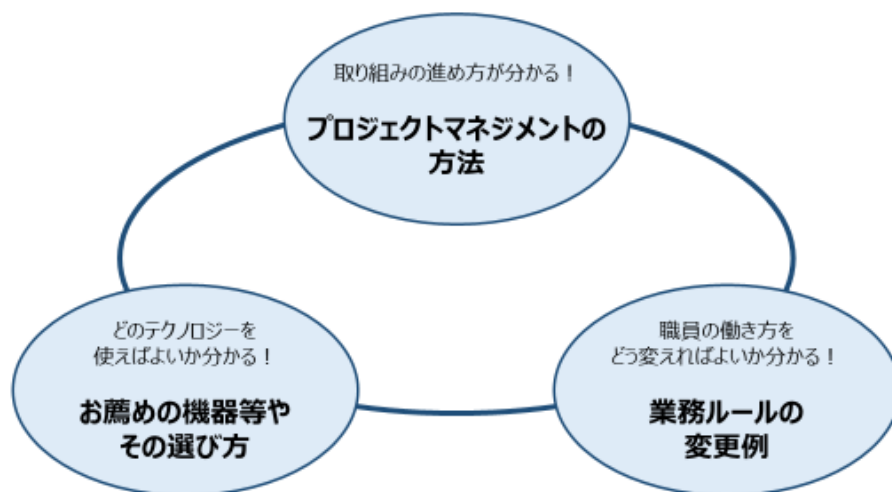 取り組みの進め方が分かる！
プロジェクトマネジメントの
方法
どのテクノロジーを
使えばよいか分かる！
お薦めの機器等や
その選び方
職員の働き方を
どう変えればよいか分かる！
業務ルールの
変更例